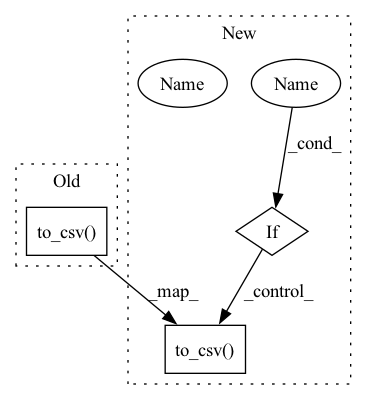 New
Name
Name
_cond_
Old
to_csv()
If
_map_
_control_
to_csv()